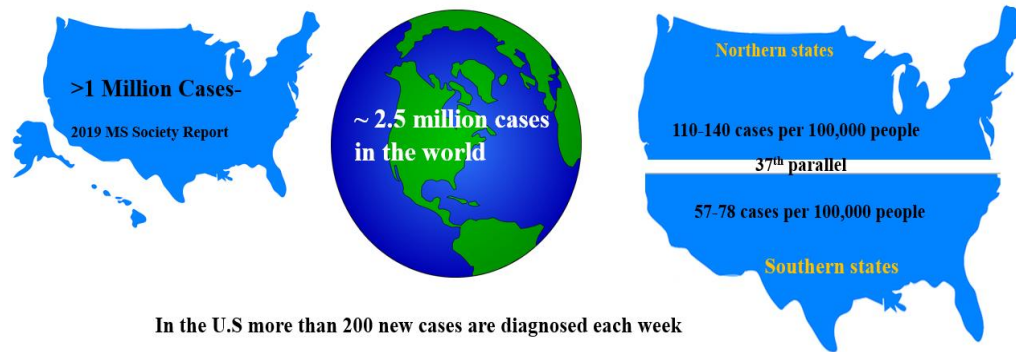 >1 Million Cases-
2019 MS Society Report
~ 2.5 million cases
in the world
Northern states
110-140 cases per 100,000 people
37th parallel
57-78 cases per 100,000 people
Southern states
In the U.S more than 200 new cases are diagnosed each week